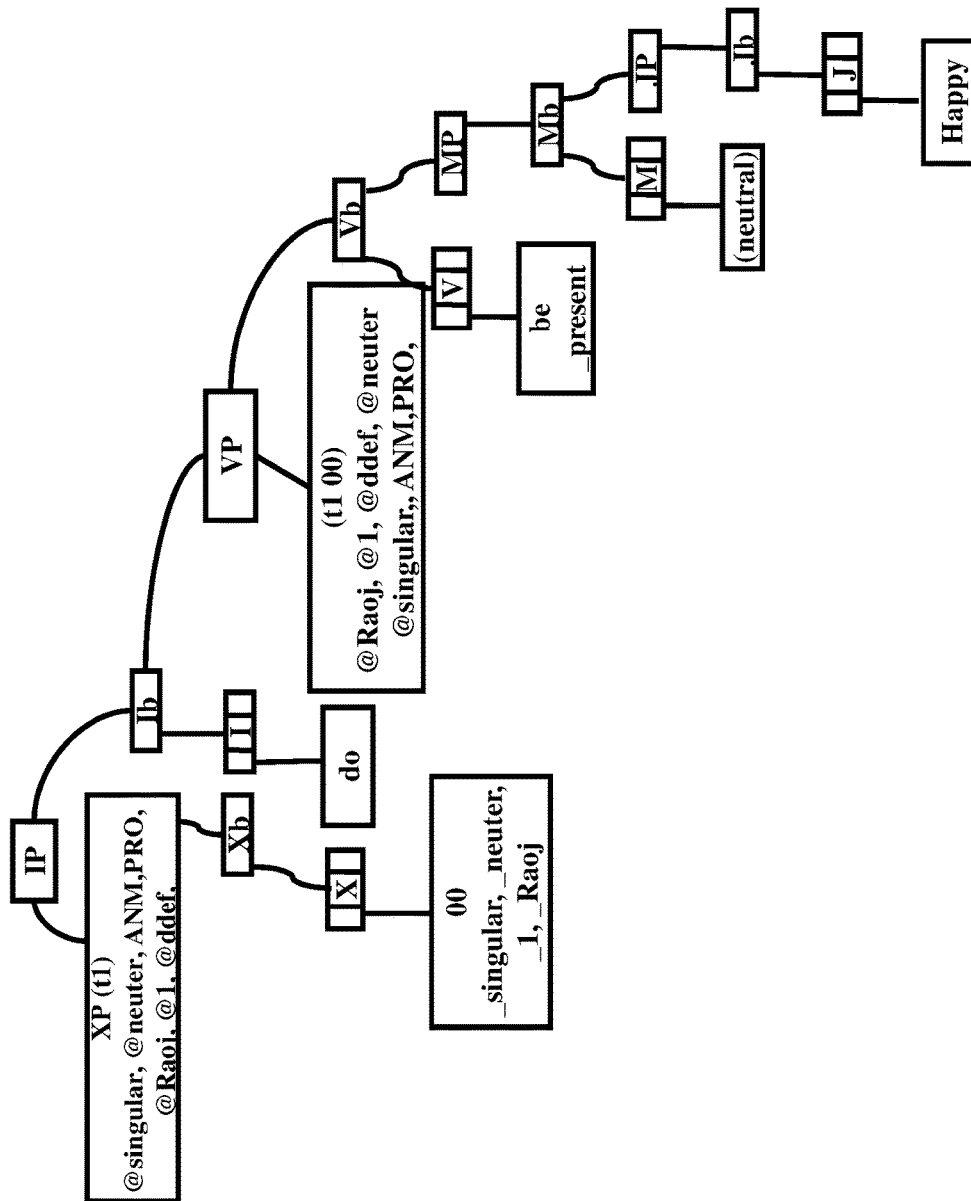 IP
XP (t1)
@singular, @neuter, ANM,PRO,
@Raoj, @1, @ddef,
Ib
Xb
I
VP
X
do
(t1 00)
@Raoj, @1, @ddef, @neuter
@singular,, ANM,PRO,
Vb
00
_singular, _neuter,
_1, _Raoj
V
MP
be
_present
Mb
M
JP
(neutral)
Jb
J
Happy